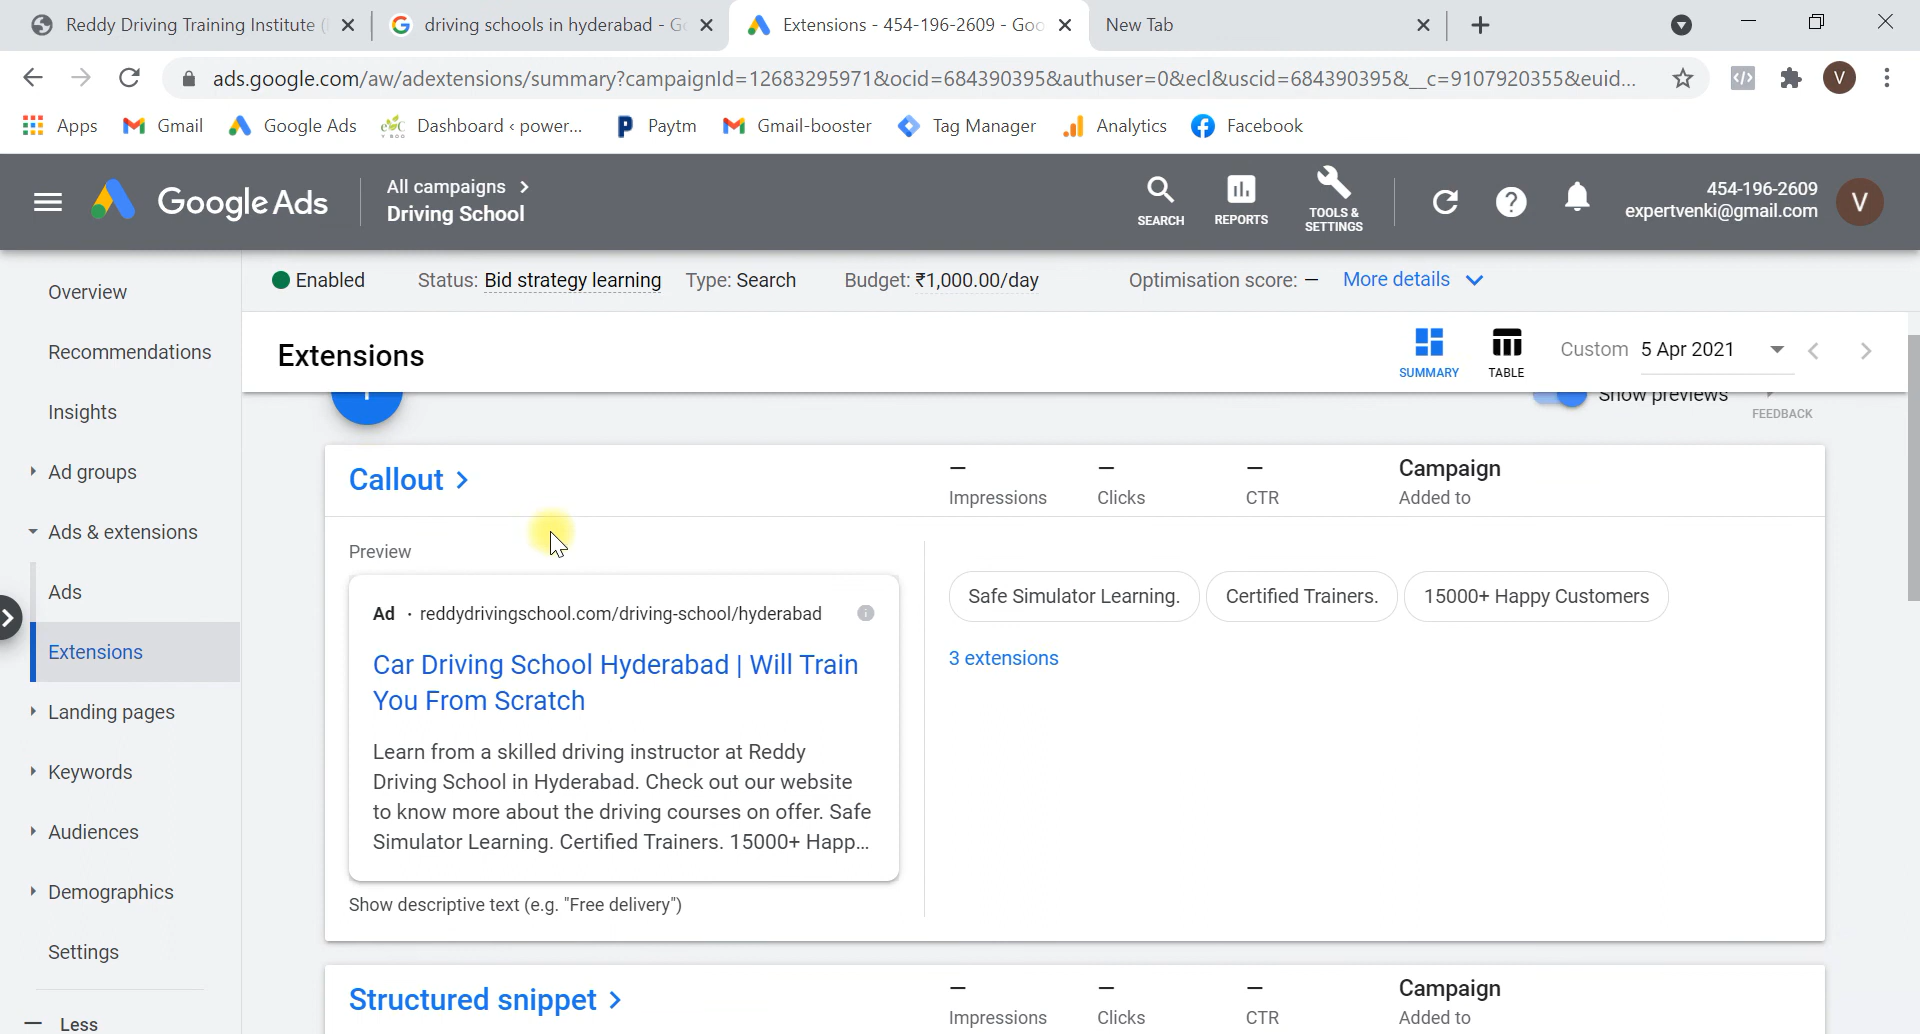 Reddy Driving Training Institute (
driving schools in hyderabad - G
Extensions - 454-196-2609 - Goo
New Tab
ads.google.com/aw/adextensions/summary?campaignId=12683295971&ocid=684390395&authuser=0&ecl&uscid=684390395&__c=9107920355&euid...
V
Apps
Gmail
Google Ads
Dashboard ‹ power...
Paytm
Gmail-booster
Tag Manager
Analytics
Facebook
Google Ads
All campaigns >
Driving School
SEARCH
REPORTS
TOOLS &
SETTINGS
454-196-2609
expertvenki@gmail.com
V
Enabled
Status: Bid strategy learning
Type: Search
Budget: ₹1,000.00/day
Optimisation score: –
More details
Overview
Recommendations
Insights
Ad groups
Ads & extensions
Ads
Extensions
Landing pages
Keywords
Audiences
Demographics
Settings
– Less
Extensions
SUMMARY
TABLE
Custom 5 Apr 2021
Show previews
FEEDBACK
Callout >
–
Impressions
–
Clicks
–
CTR
Campaign
Added to
Preview
Ad · reddydrivingschool.com/driving-school/hyderabad
Car Driving School Hyderabad | Will Train
You From Scratch
Learn from a skilled driving instructor at Reddy
Driving School in Hyderabad. Check out our website
to know more about the driving courses on offer. Safe
Simulator Learning. Certified Trainers. 15000+ Happ...
Show descriptive text (e.g. "Free delivery")
Safe Simulator Learning.
Certified Trainers.
15000+ Happy Customers
3 extensions
Structured snippet >
–
Impressions
–
Clicks
–
CTR
Campaign
Added to